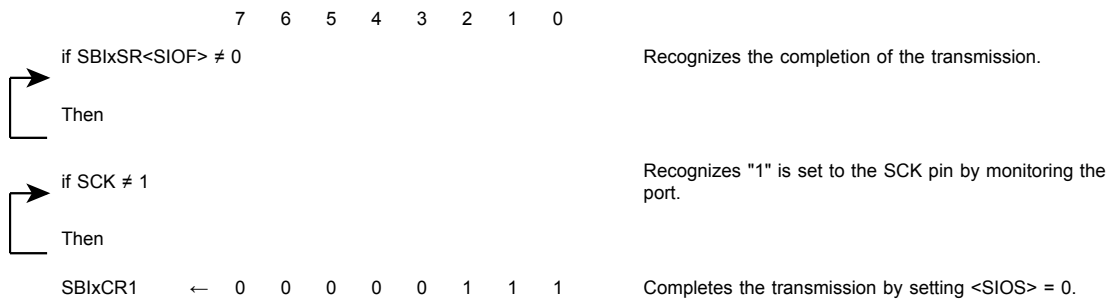 7 6 5 4 3 2 1 0
if SBIxSR<SIOF> ≠ 0 Recognizes the completion of the transmission.
Then
if SCK ≠ 1 Recognizes "1" is set to the SCK pin by monitoring the
port.
Then
SBIxCR1 ← 0 0 0 0 0 1 1 1 Completes the transmission by setting <SIOS> = 0.